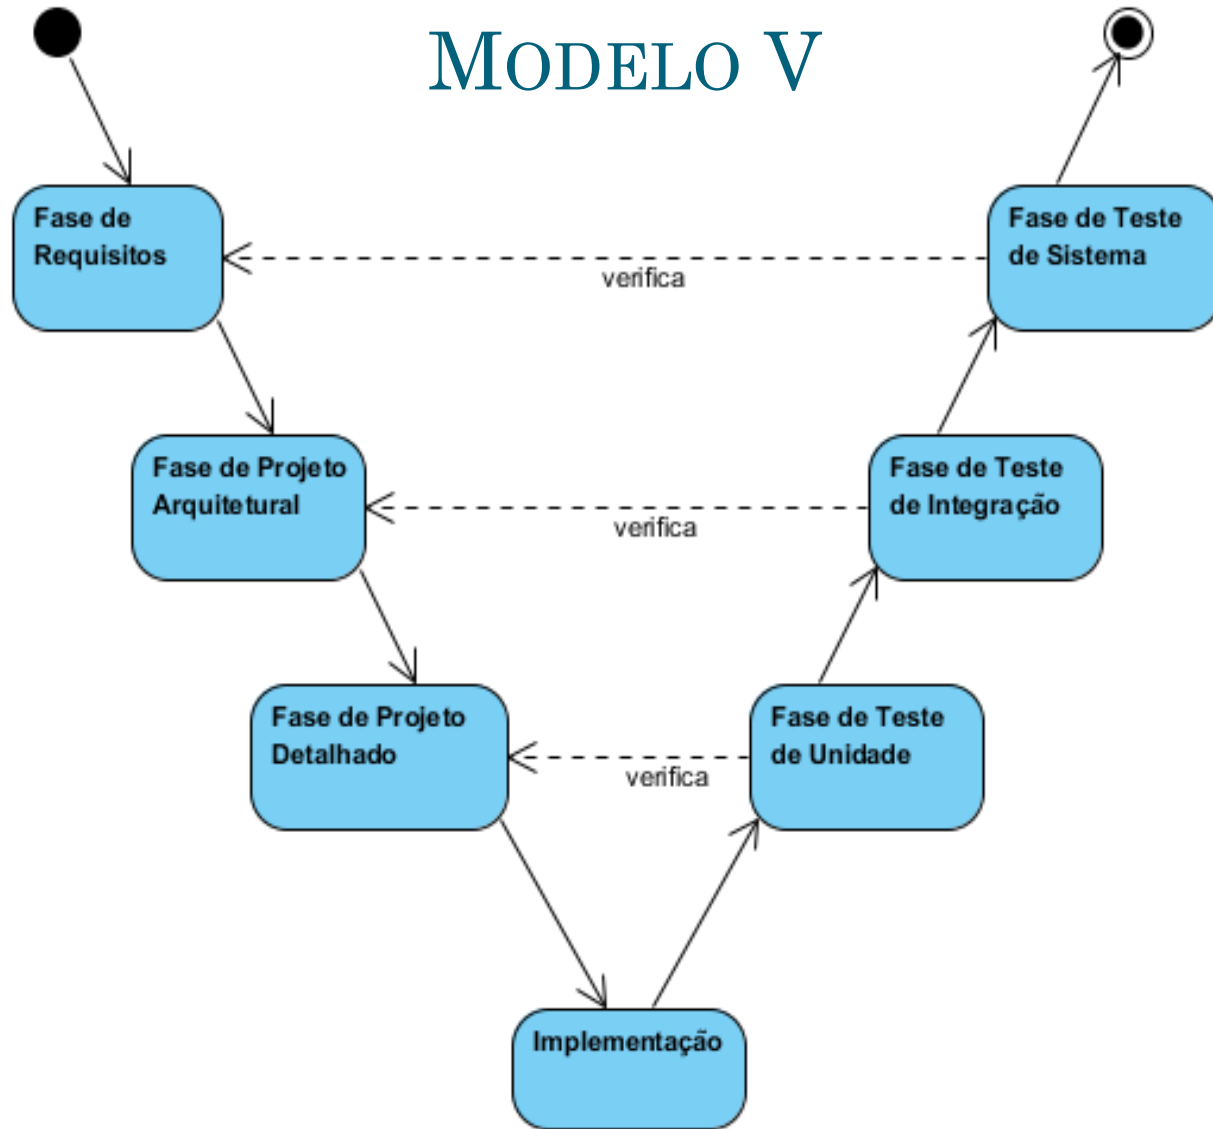 MODELO V
Fase de
Requisitos
Fase de Teste
de Sistema
verifica
Fase de Projeto
Arquitetural
Fase de Teste
de Integração
verifica
Fase de Projeto
Detalhado
Fase de Teste
de Unidade
verifica
Implementação